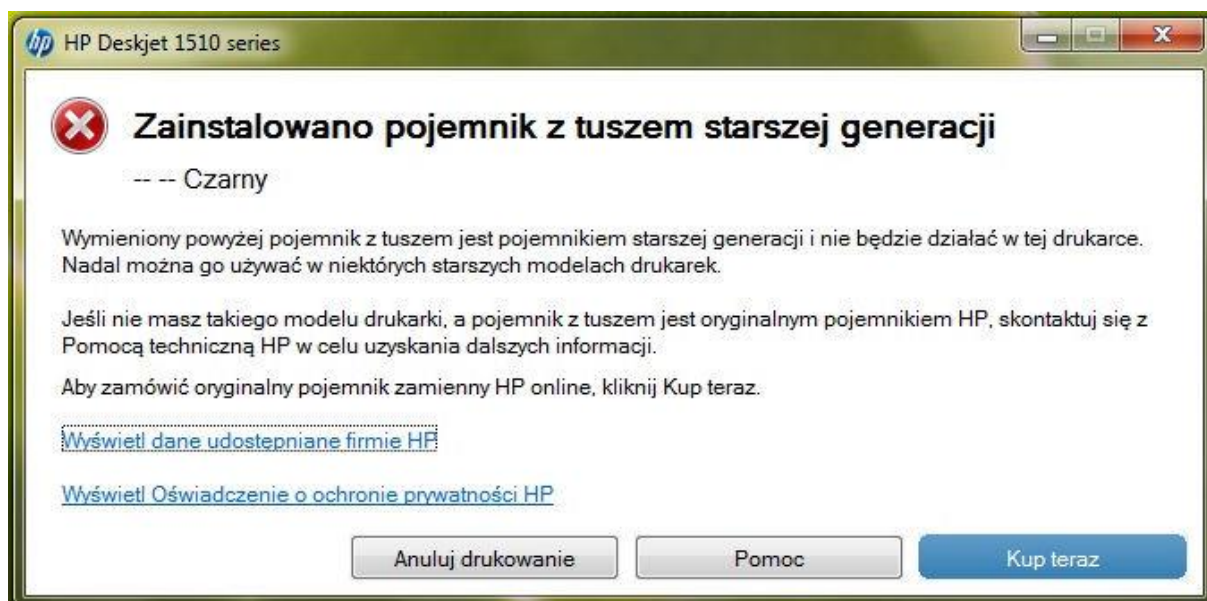 hp HP Deskjet 1510 series
Zainstalowano pojemnik z tuszem starszej generacji
-- -- Czarny
Wymieniony powyżej pojemnik z tuszem jest pojemnikiem starszej generacji i nie będzie działać w tej drukarce.
Nadal można go używać w niektórych starszych modelach drukarek.
Jeśli nie masz takiego modelu drukarki, a pojemnik z tuszem jest oryginalnym pojemnikiem HP, skontaktuj się z
Pomocą techniczną HP w celu uzyskania dalszych informacji.
Aby zamówić oryginalny pojemnik zamienny HP online, kliknij Kup teraz.
Wyświetl dane udostępniane firmie HP
Wyświetl Oświadczenie o ochronie prywatności HP
Anuluj drukowanie Pomoc Kup teraz